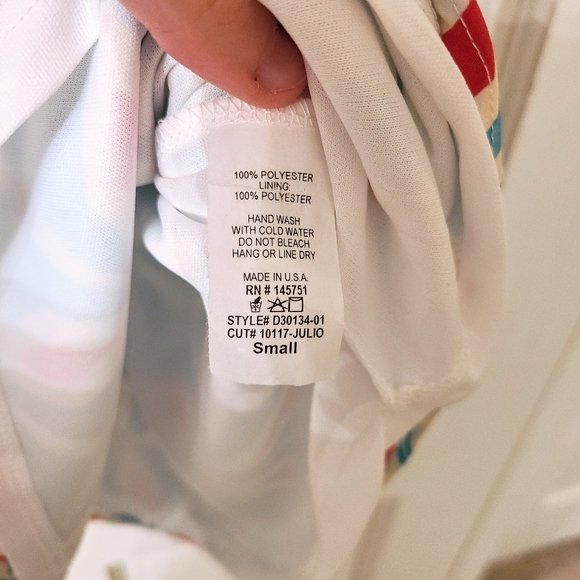 100% POLYESTER
LINING:
100% POLYESTER
HAND WASH
WITH COLD WATER
DO NOT BLEACH
HANG OR LINE DRY
MADE IN U.S.A.
RN # 145751
STYLE# D30134-01
CUT# 10117-JULIO
Small